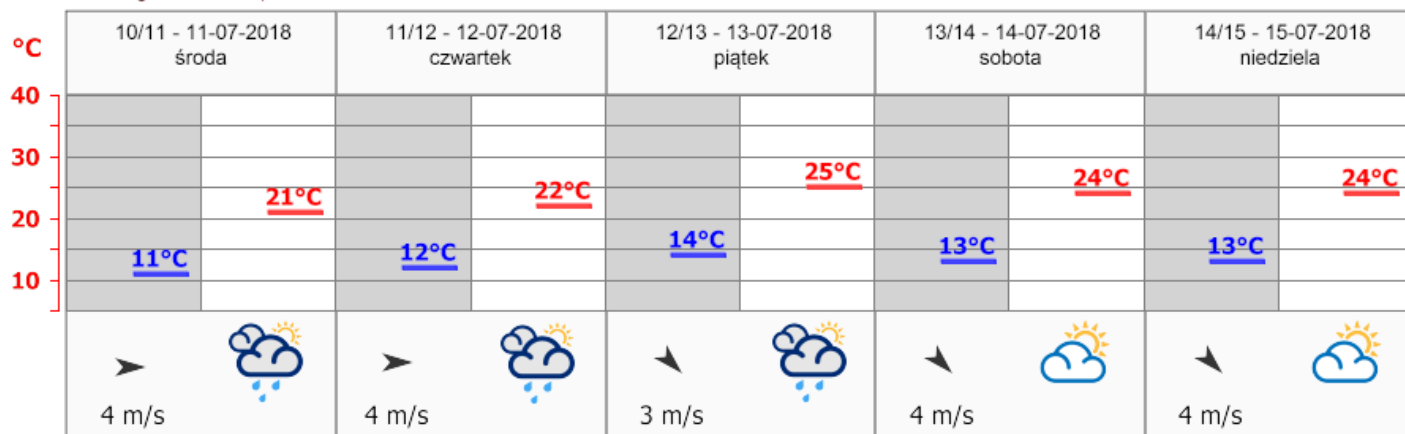 10/11 - 11-07-2018
środa
11/12 - 12-07-2018
czwartek
12/13 - 13-07-2018
piątek
13/14 - 14-07-2018
sobota
14/15 - 15-07-2018
niedziela
°C
40
30
20
10
11°C
21°C
12°C
22°C
14°C
25°C
13°C
24°C
13°C
24°C
4 m/s
4 m/s
3 m/s
4 m/s
4 m/s